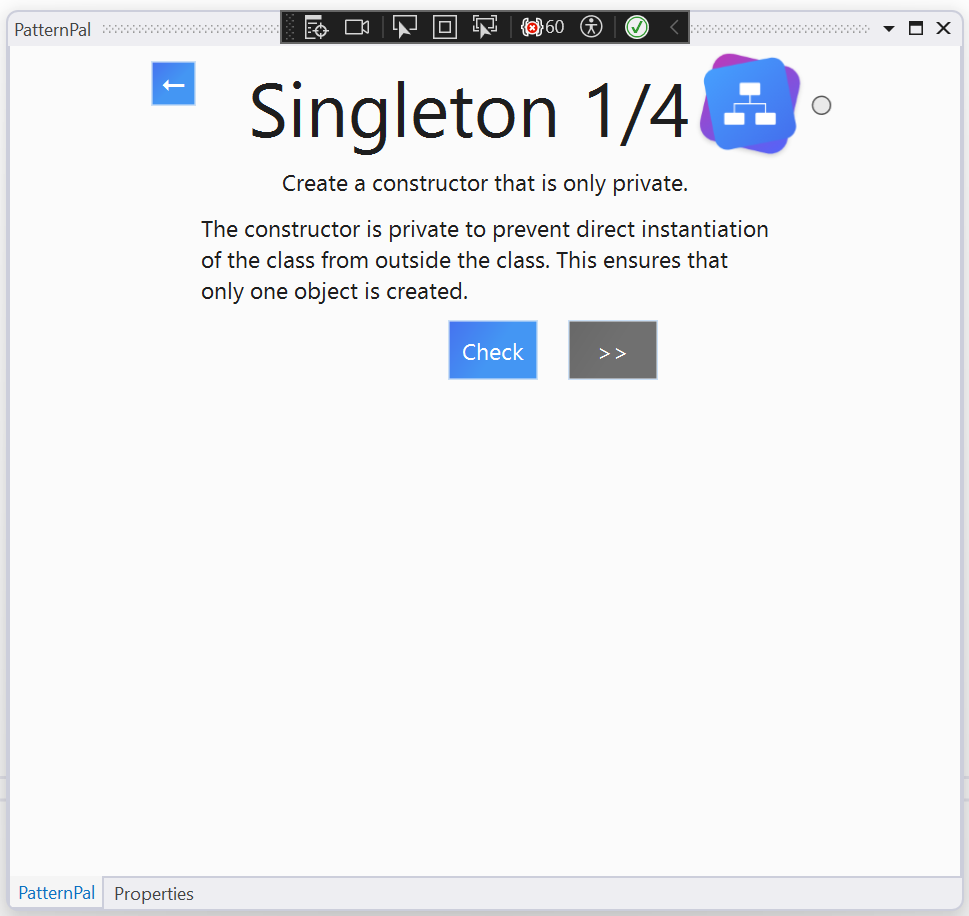 PatternPal
60
←
Singleton 1/4
Create a constructor that is only private.
The constructor is private to prevent direct instantiation
of the class from outside the class. This ensures that
only one object is created.
Check
>>
PatternPal
Properties